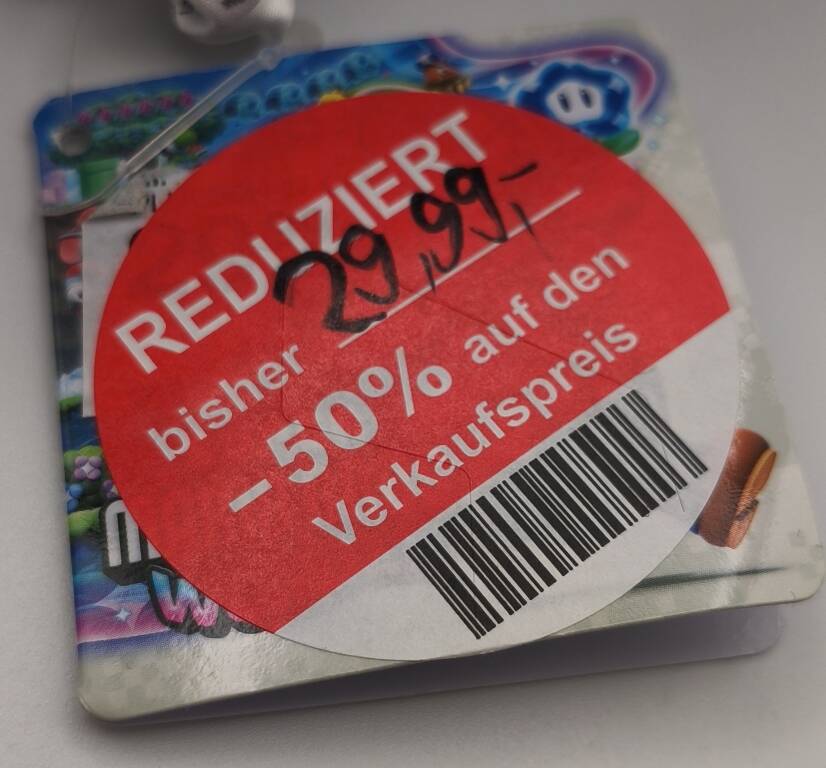 REDUZIERT
bisher 29,99,-
-50% auf den
Verkaufspreis